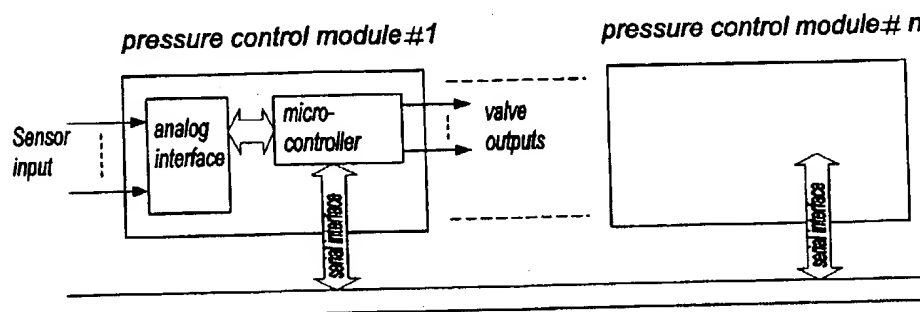 pressure control module#1
pressure control module# n
Sensor
input
analog
interface
micro-
controller
valve
outputs
serial interface
serial interface